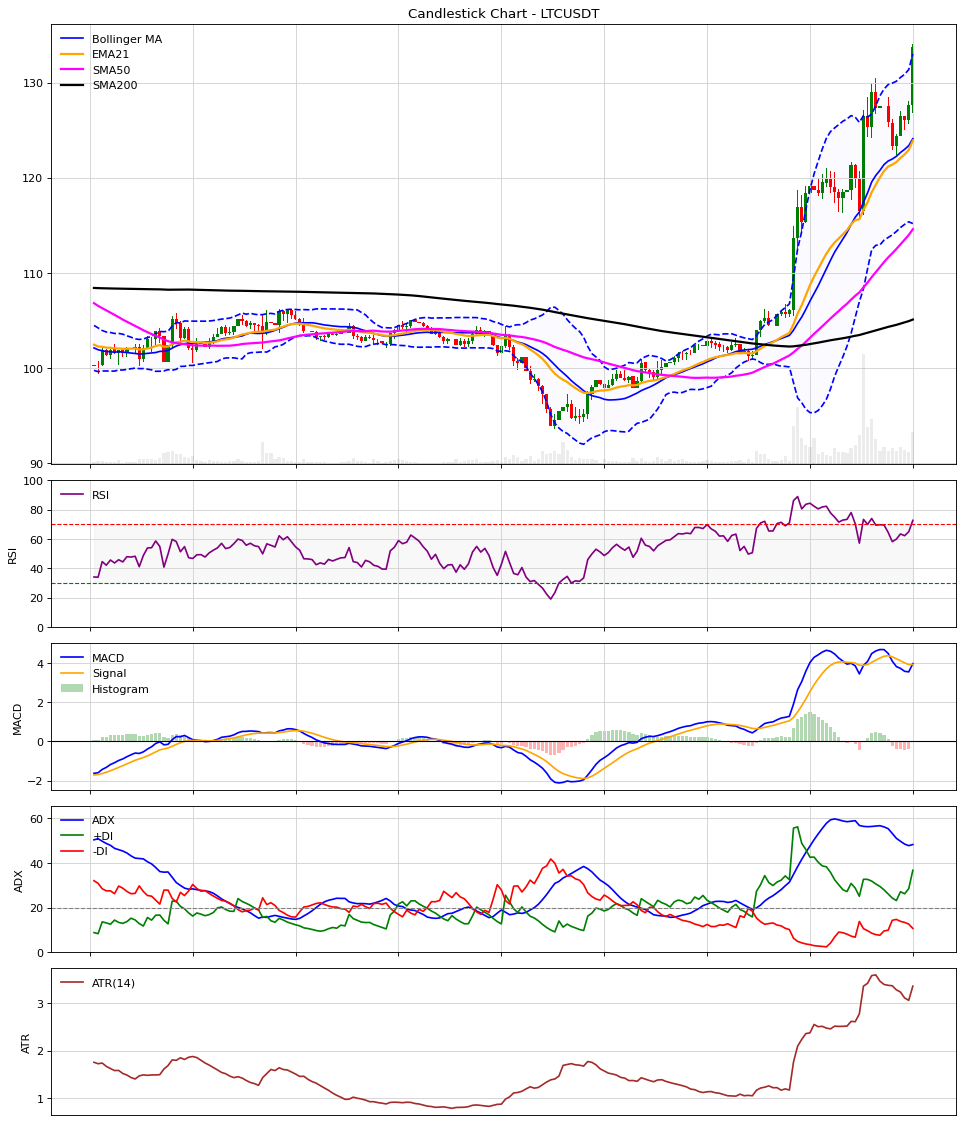 Candlestick Chart - LTCUSDT
Bollinger MA
EMA21
SMA50
SMA200
130
120
110
100
90
RSI
100
80
60
40
20
0
RSI
MACD
Signal
Histogram
4
2
0
−2
MACD
ADX
+DI
-DI
60
40
20
0
ADX
ATR(14)
3
2
1
ATR